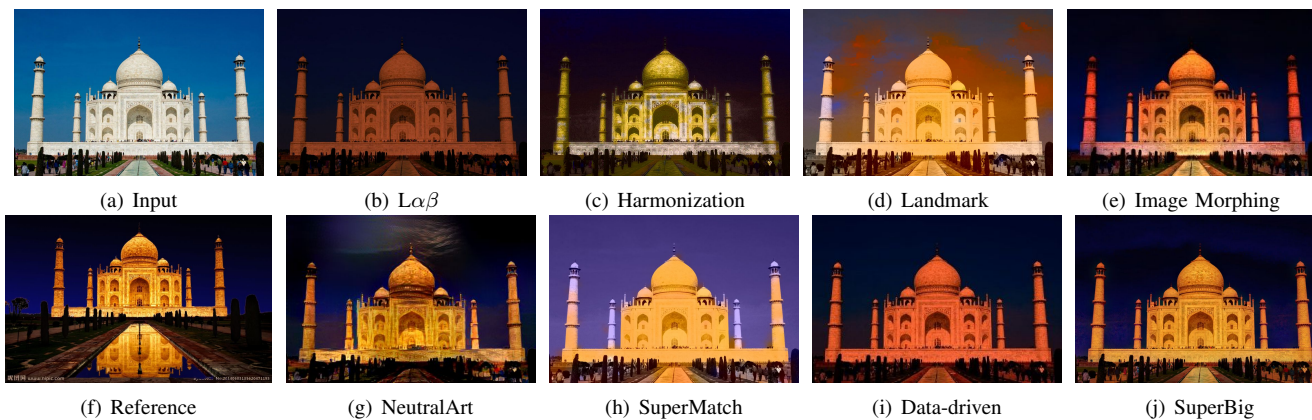 (a) Input
(b) Lαβ
(c) Harmonization
(d) Landmark
(e) Image Morphing
(f) Reference
(g) NeutralArt
(h) SuperMatch
(i) Data-driven
(j) SuperBig